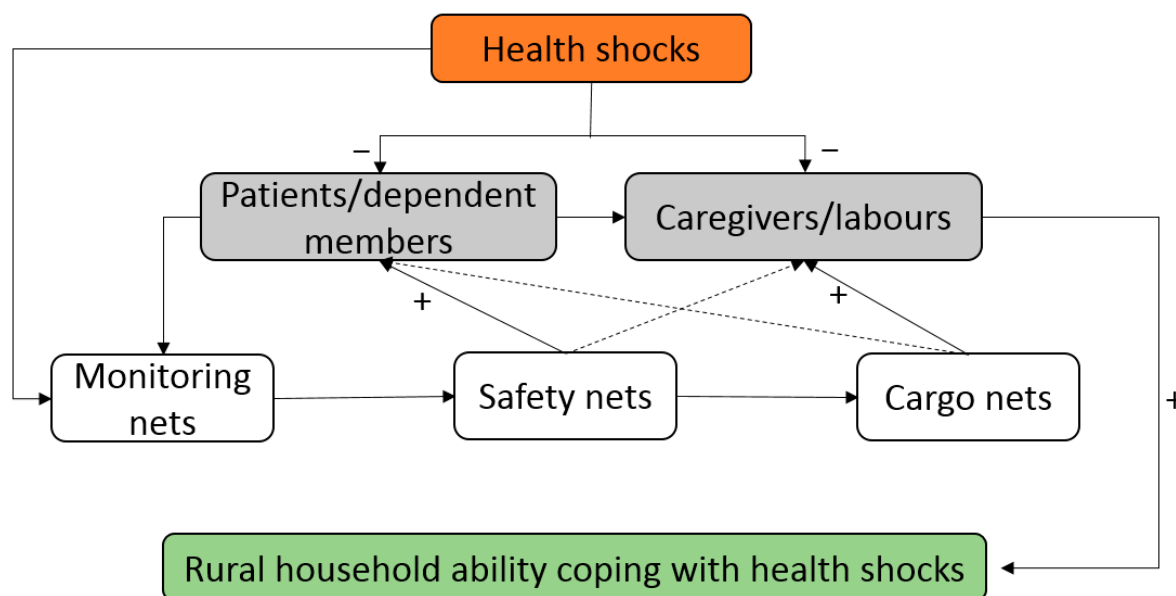 Health shocks
−
−
Patients/dependent
members
Caregivers/labours
+
+
Monitoring
nets
Safety nets
Cargo nets
+
Rural household ability coping with health shocks